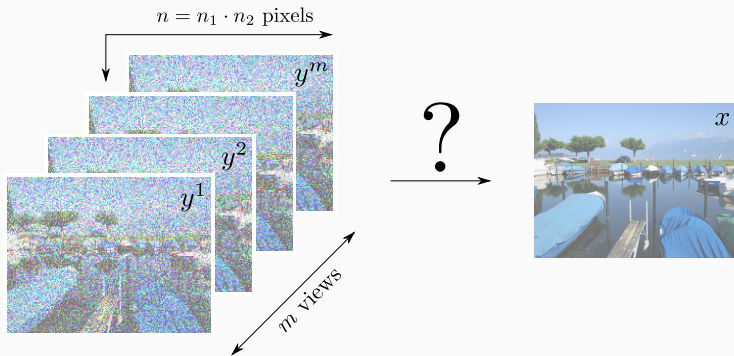 n = n₁ · n₂ pixels
yᵐ
y²
y¹
m views
?
x